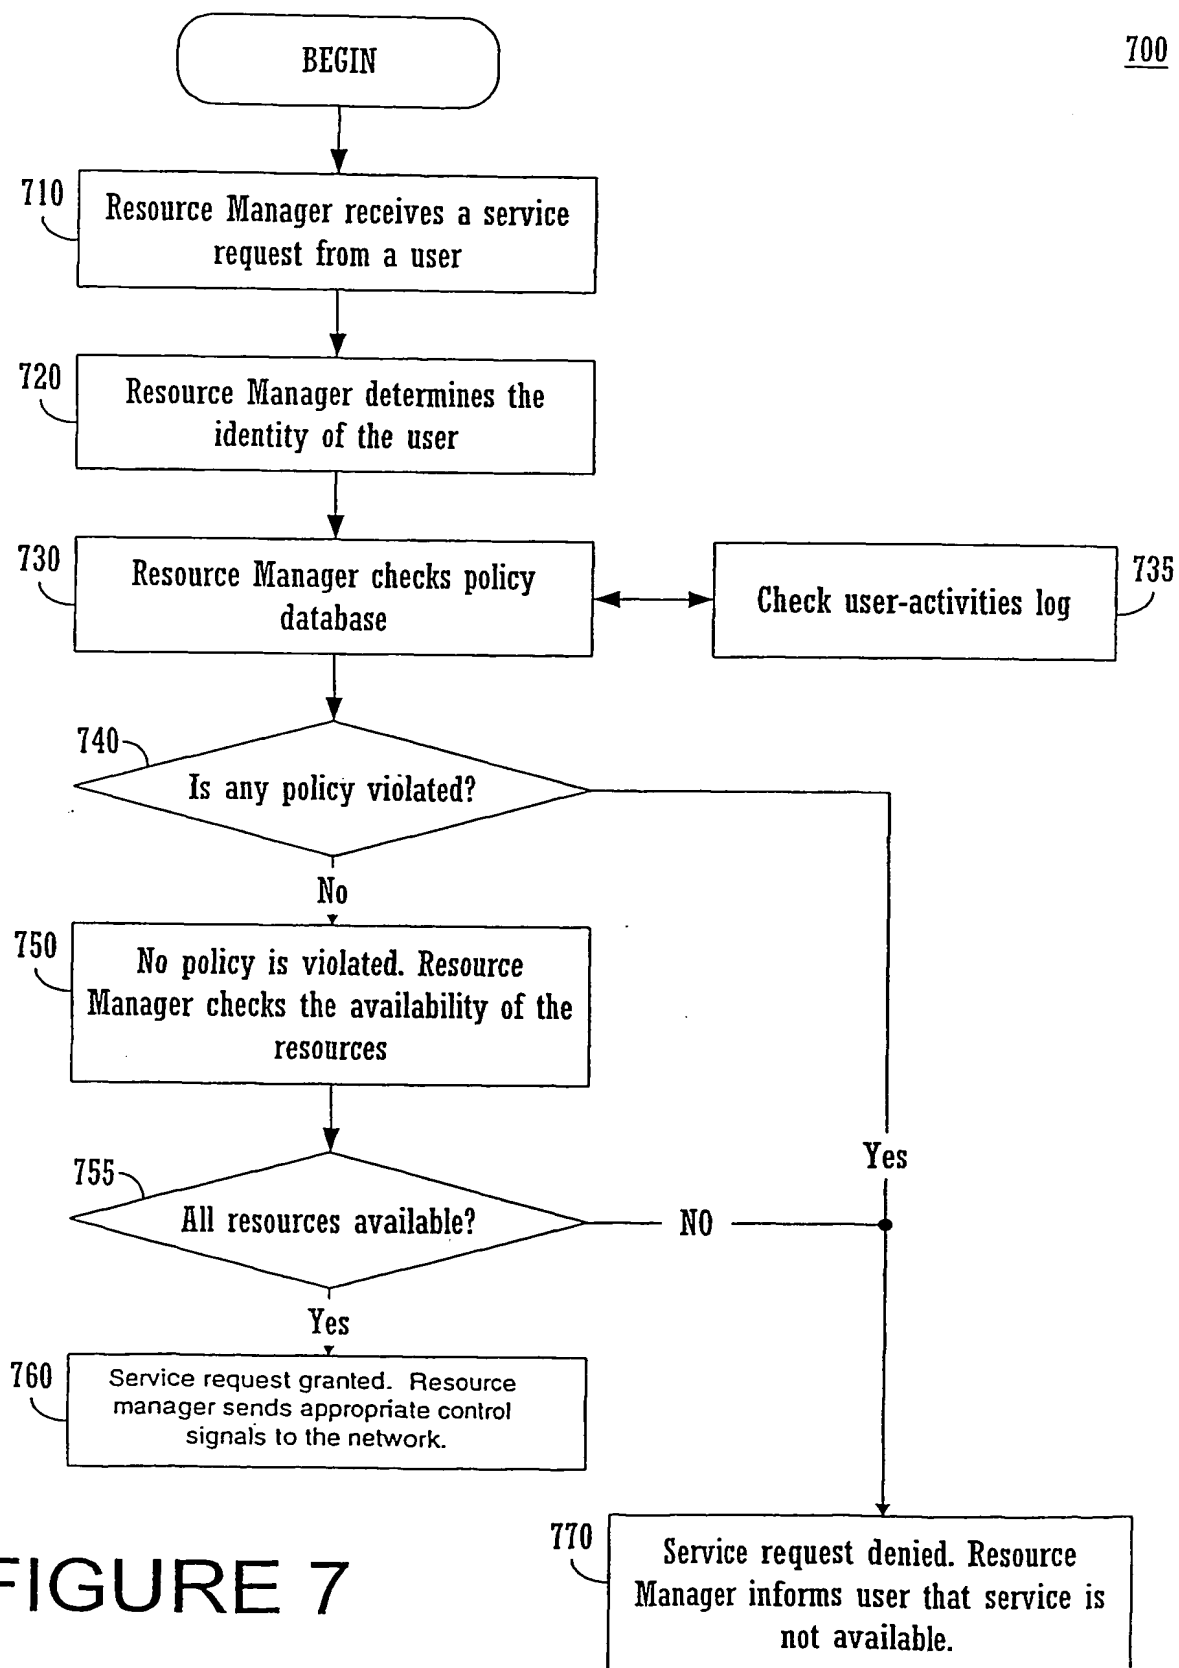 BEGIN
700
710
Resource Manager receives a service
request from a user
720
Resource Manager determines the
identity of the user
730
Resource Manager checks policy
database
735
Check user-activities log
740
Is any policy violated?
No
750
No policy is violated. Resource
Manager checks the availability of the
resources
Yes
755
All resources available?
NO
Yes
760
Service request granted. Resource
manager sends appropriate control
signals to the network.
770
Service request denied. Resource
Manager informs user that service is
not available.
FIGURE 7